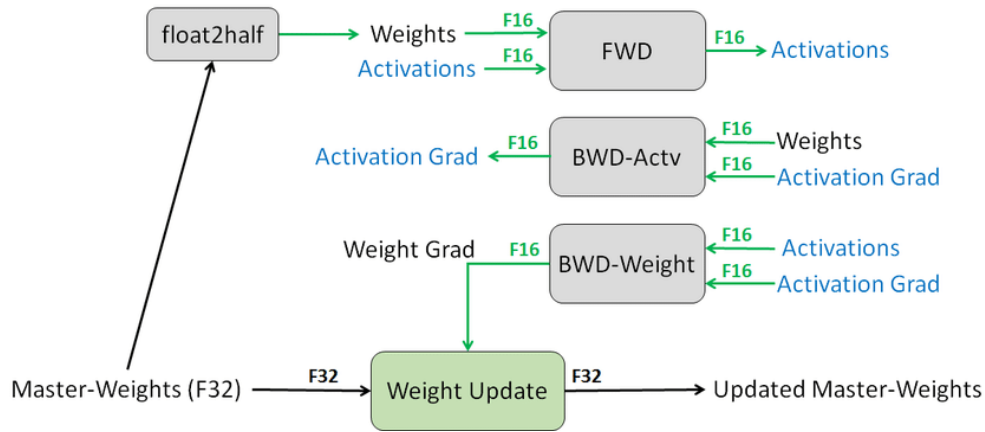 float2half
Weights
F16
Activations
F16
FWD
F16
Activations
Activation Grad
F16
BWD-Actv
F16
Weights
F16
Activation Grad
Weight Grad
F16
BWD-Weight
F16
Activations
F16
Activation Grad
Master-Weights (F32)
F32
Weight Update
F32
Updated Master-Weights